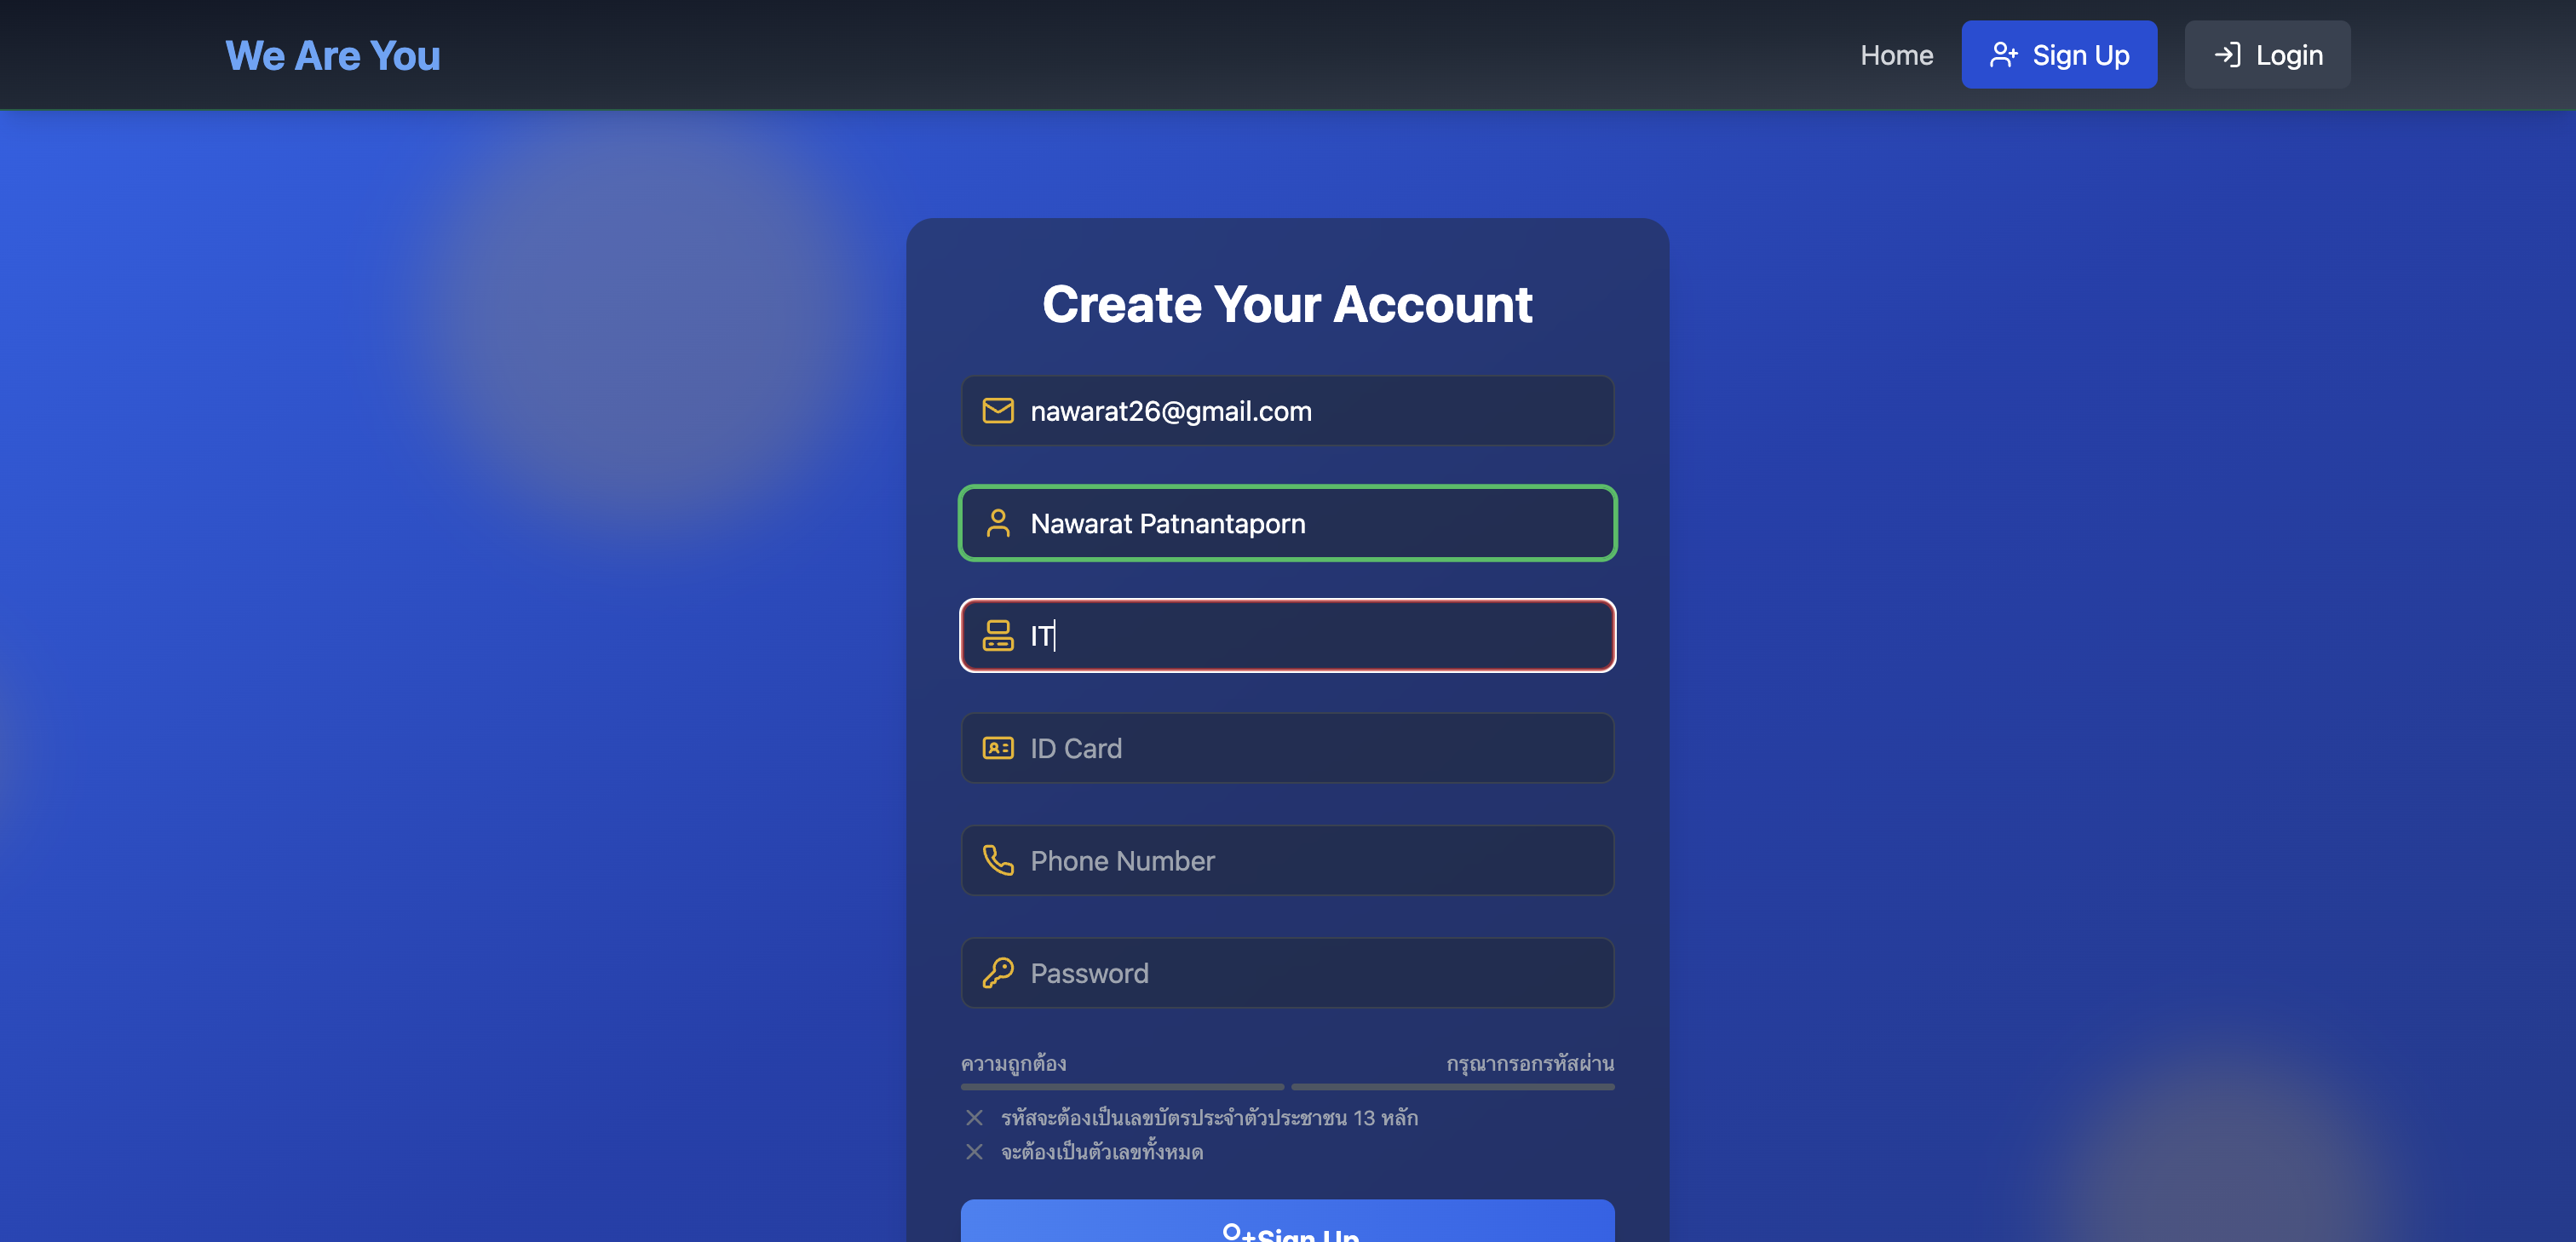 We Are You
Home
Sign Up
Login
Create Your Account
nawarat26@gmail.com
Nawarat Patnantaporn
IT
ID Card
Phone Number
Password
ความถูกต้อง
กรุณากรอกรหัสผ่าน
รหัสจะต้องเป็นเลขบัตรประจำตัวประชาชน 13 หลัก
จะต้องเป็นตัวเลขทั้งหมด
Sign Up